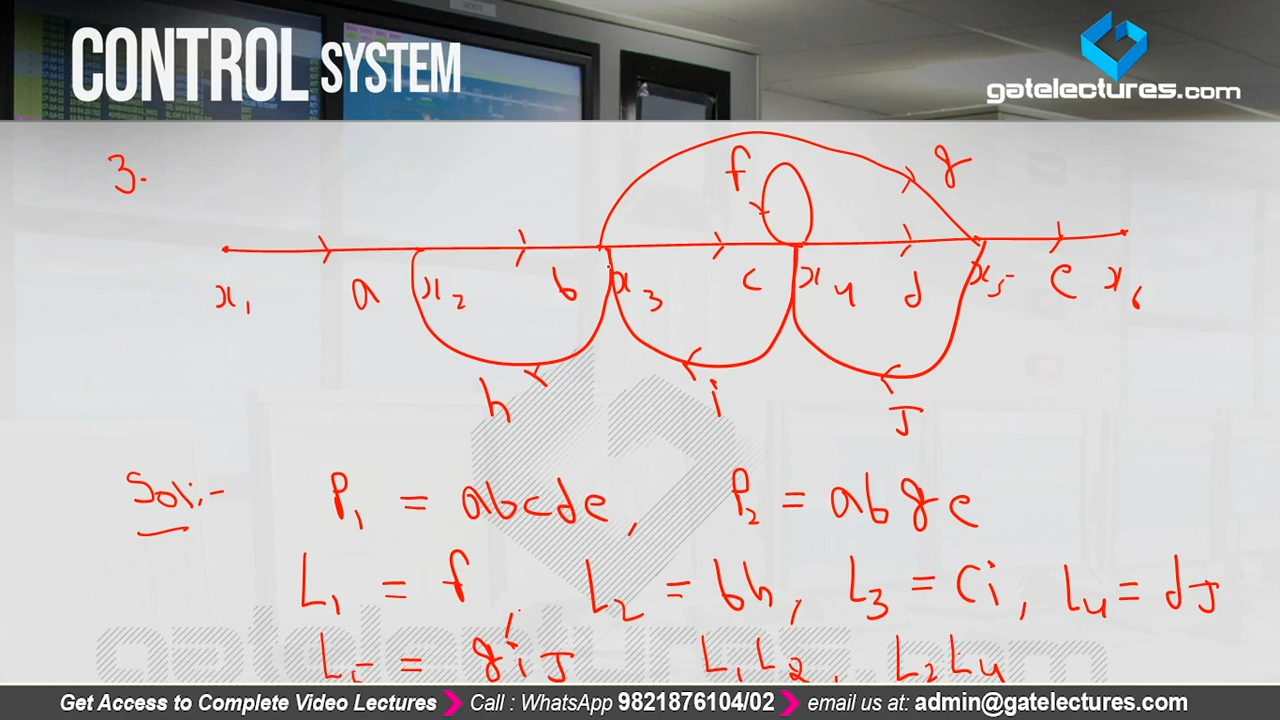 CONTROL SYSTEM
gatelectures.com
3.
f g
x₁ a x₂ b x₃ c x₄ d x₅ e x₆
h i J
Sol:- P₁ = abcde, P₂ = abge
L₁ = f L₂ = bh, L₃ = ci, L₄ = dJ
L₅ = giJ L₁L₂, L₂L₄
gatelectures.com
Get Access to Complete Video Lectures Call : WhatsApp 9821876104/02 email us at: admin@gatelectures.com